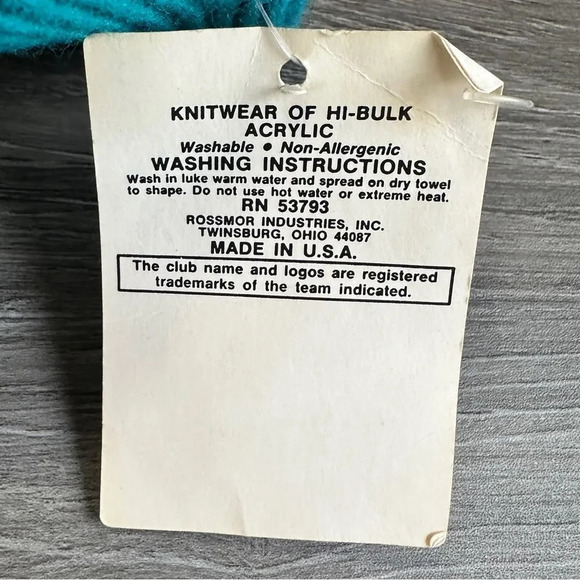 KNITWEAR OF HI-BULK
ACRYLIC
Washable • Non-Allergenic
WASHING INSTRUCTIONS
Wash in luke warm water and spread on dry towel
to shape. Do not use hot water or extreme heat.
RN 53793
ROSSMOR INDUSTRIES, INC.
TWINSBURG, OHIO 44087
MADE IN U.S.A.
The club name and logos are registered
trademarks of the team indicated.